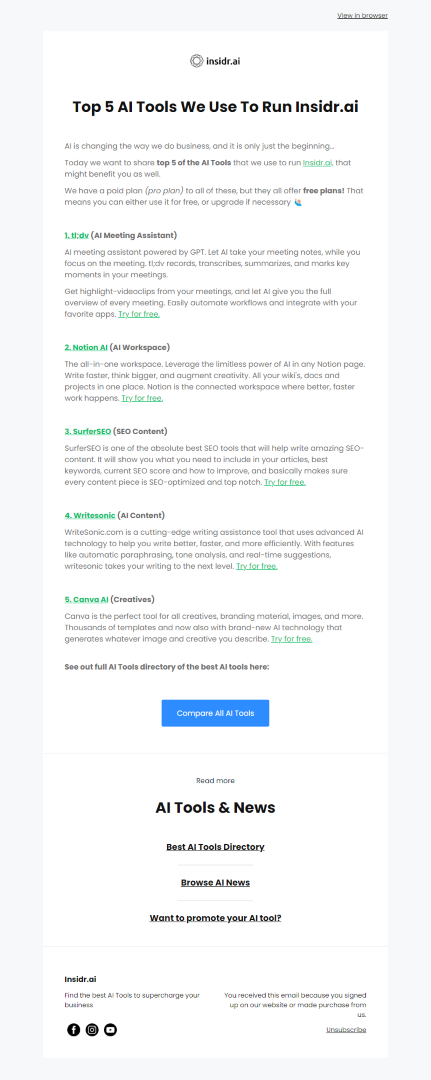 View in browser
insidr.ai
Top 5 AI Tools We Use To Run Insidr.ai
AI is changing the way we do business, and it is only just the beginning...
Today we want to share top 5 of the AI Tools that we use to run Insidr.ai, that
might benefit you as well.
We have a paid plan (pro plan) to all of these, but they all offer free plans! That
means you can either use it for free, or upgrade if necessary 🙋
1. tl;dv (AI Meeting Assistant)
AI meeting assistant powered by GPT. Let AI take your meeting notes, while you
focus on the meeting. tl;dv records, transcribes, summarizes, and marks key
moments in your meetings.
Get highlight-videoclips from your meetings, and let AI give you the full
overview of every meeting. Easily automate workflows and integrate with your
favorite apps. Try for free.
2. Notion AI (AI Workspace)
The all-in-one workspace. Leverage the limitless power of AI in any Notion page.
Write faster, think bigger, and augment creativity. All your wiki's, docs and
projects in one place. Notion is the connected workspace where better, faster
work happens. Try for free.
3. SurferSEO (SEO Content)
SurferSEO is one of the absolute best SEO tools that will help write amazing SEO-
content. It will show you what you need to include in your articles, best
keywords, current SEO score and how to improve, and basically makes sure
every content piece is SEO-optimized and top notch. Try for free.
4. Writesonic (AI Content)
WriteSonic.com is a cutting-edge writing assistance tool that uses advanced AI
technology to help you write better, faster, and more efficiently. With features
like automatic paraphrasing, tone analysis, and real-time suggestions,
writesonic takes your writing to the next level. Try for free.
5. Canva AI (Creatives)
Canva is the perfect tool for all creatives, branding material, images, and more.
Thousands of templates and now also with brand-new AI technology that
generates whatever image and creative you describe. Try for free.
See out full AI Tools directory of the best AI tools here:
Compare All AI Tools
Read more
AI Tools & News
Best AI Tools Directory
Browse AI News
Want to promote your AI tool?
Insidr.ai
Find the best AI Tools to supercharge your
business
You received this email because you signed
up on our website or made purchase from
us.
Unsubscribe